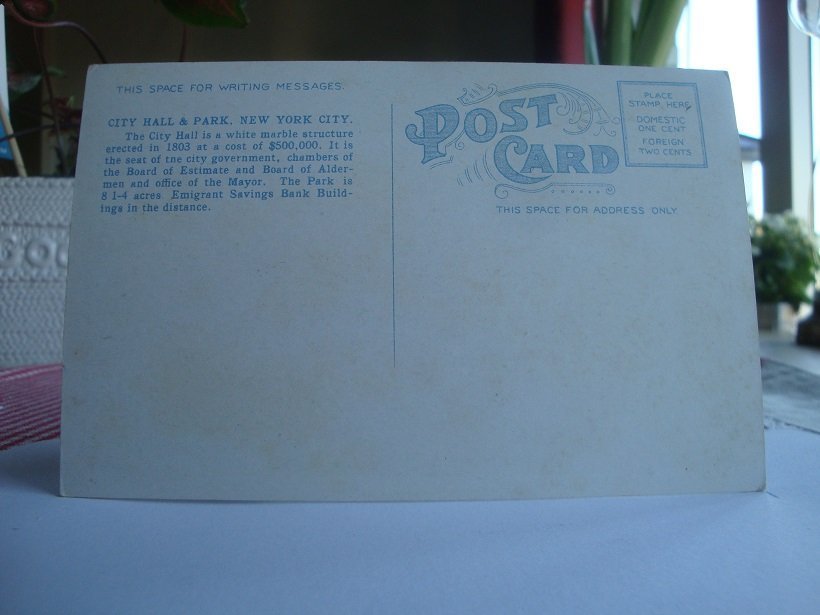 THIS SPACE FOR WRITING MESSAGES.
CITY HALL & PARK, NEW YORK CITY.
The City Hall is a white marble structure
erected in 1803 at a cost of $500,000. It is
the seat of tne city government, chambers of
the Board of Estimate and Board of Alder-
men and office of the Mayor. The Park is
8 1-4 acres. Emigrant Savings Bank Build-
ings in the distance.
POST
CARD
THIS SPACE FOR ADDRESS ONLY
PLACE
STAMP HERE
DOMESTIC
ONE CENT
FOREIGN
TWO CENTS